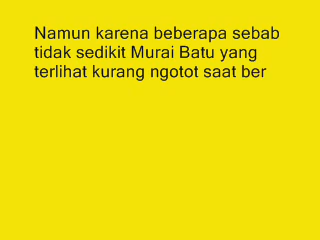 Namun karena beberapa sebab
tidak sedikit Murai Batu yang
terlihat kurang ngotot saat ber